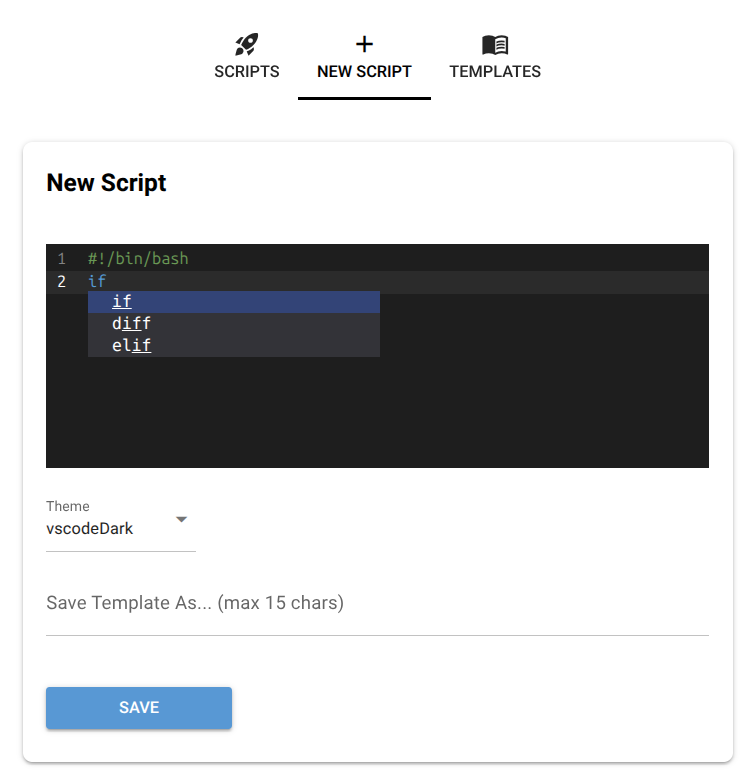 SCRIPTS NEW SCRIPT TEMPLATES
New Script
1 #!/bin/bash
2 if
if
diff
elif
Theme
vscodeDark
Save Template As... (max 15 chars)
SAVE